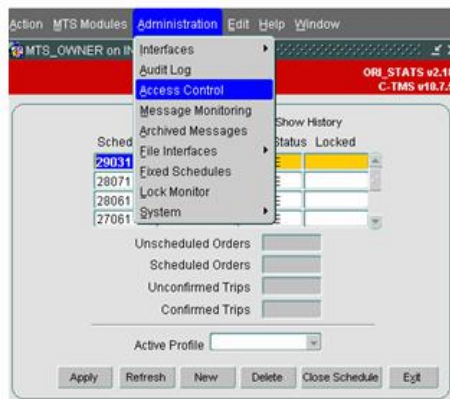 Action MTS Modules Administration Edit Help Window
MTS_OWNER on
Interfaces
Audit Log
Access Control
Message Monitoring
Archived Messages
File Interfaces
Fixed Schedules
Lock Monitor
System
ORI_STATS v2.1
C-TMS v10.7.
Show History
Sched
Status Locked
29031
28071
28061
27061
Unscheduled Orders
Scheduled Orders
Unconfirmed Trips
Confirmed Trips
Active Profile
Apply Refresh New Delete Close Schedule Exit